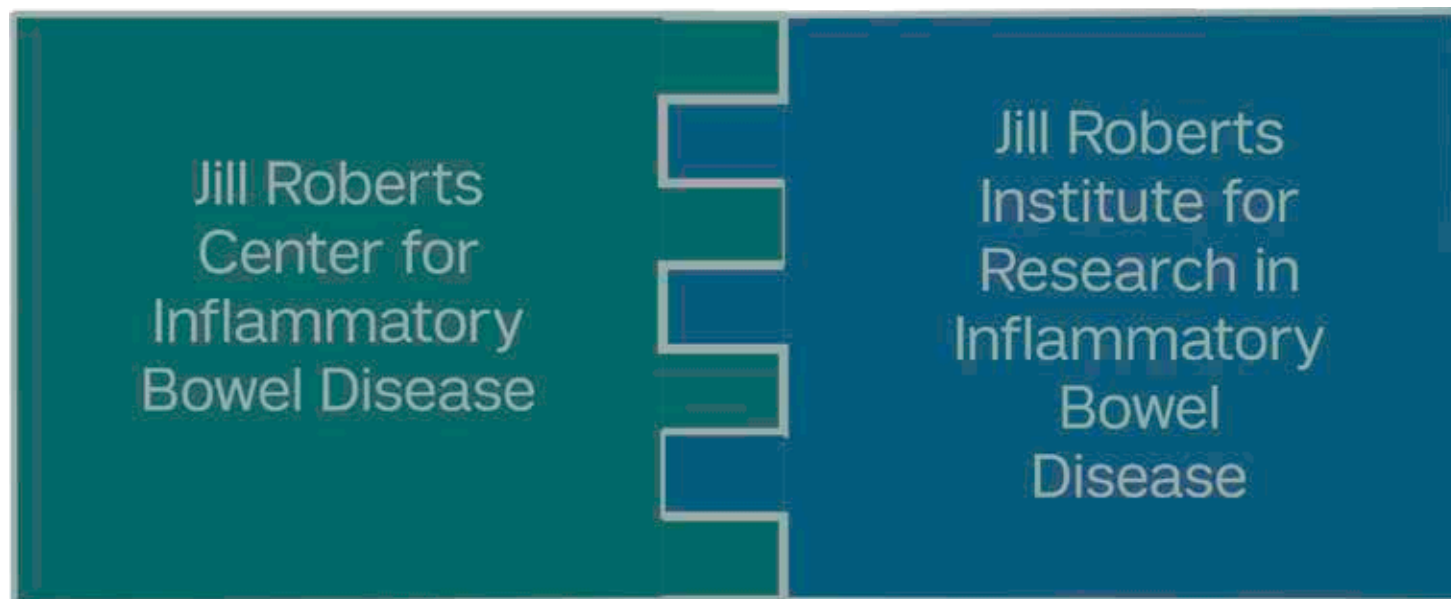 Jill Roberts
Center for
Inflammatory
Bowel Disease
Jill Roberts
Institute for
Research in
Inflammatory
Bowel
Disease